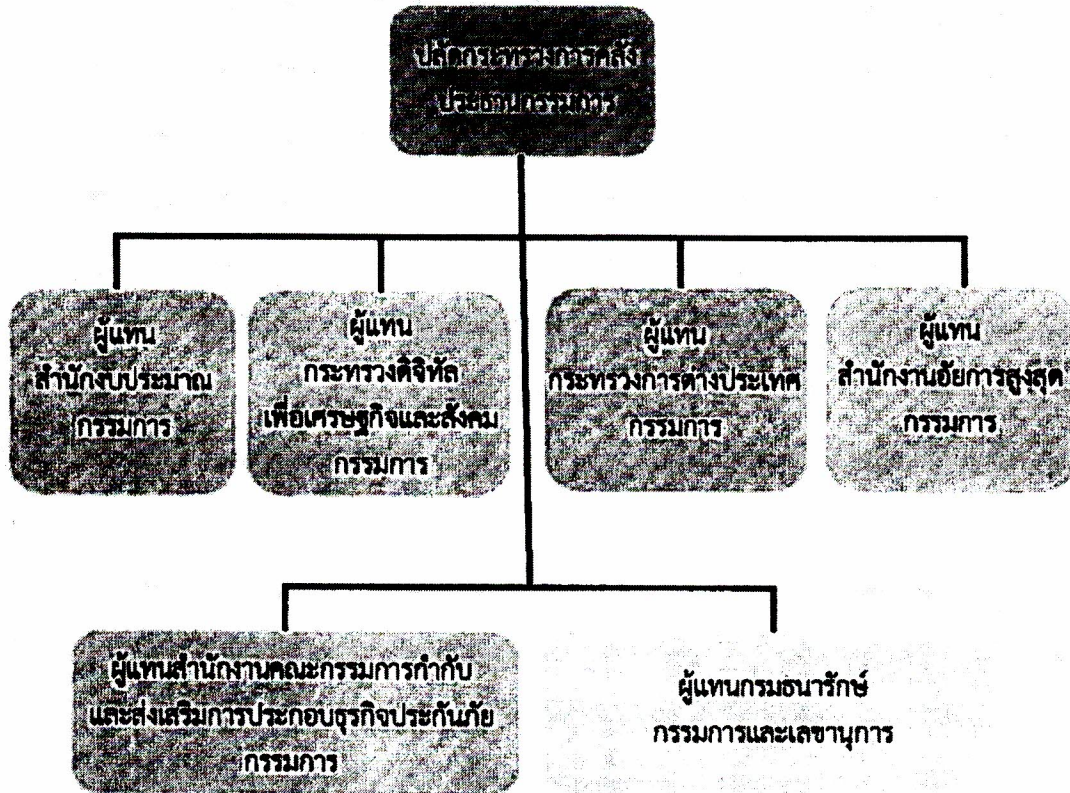 ปลัดกระทรวงการคลัง
ประธานกรรมการ
ผู้แทน
สำนักงบประมาณ
กรรมการ
ผู้แทน
กระทรวงดิจิทัล
เพื่อเศรษฐกิจและสังคม
กรรมการ
ผู้แทน
กระทรวงการต่างประเทศ
กรรมการ
ผู้แทน
สำนักงานอัยการสูงสุด
กรรมการ
ผู้แทนสำนักงานคณะกรรมการกำกับ
และส่งเสริมการประกอบธุรกิจประกันภัย
กรรมการ
ผู้แทนกรมธนารักษ์
กรรมการและเลขานุการ